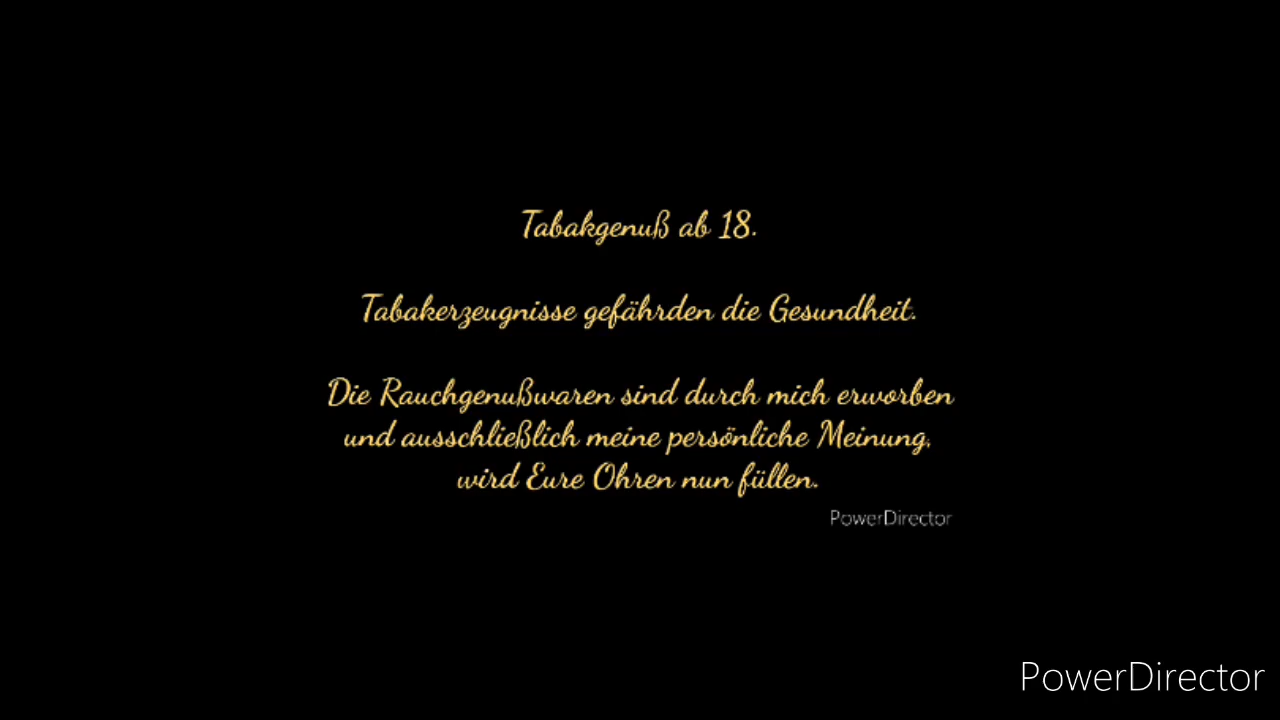 Tabakgenuß ab 18.
Tabakerzeugnisse gefährden die Gesundheit.
Die Rauchgenußwaren sind durch mich erworben
und ausschließlich meine persönliche Meinung,
wird Eure Ohren nun füllen.
PowerDirector
PowerDirector